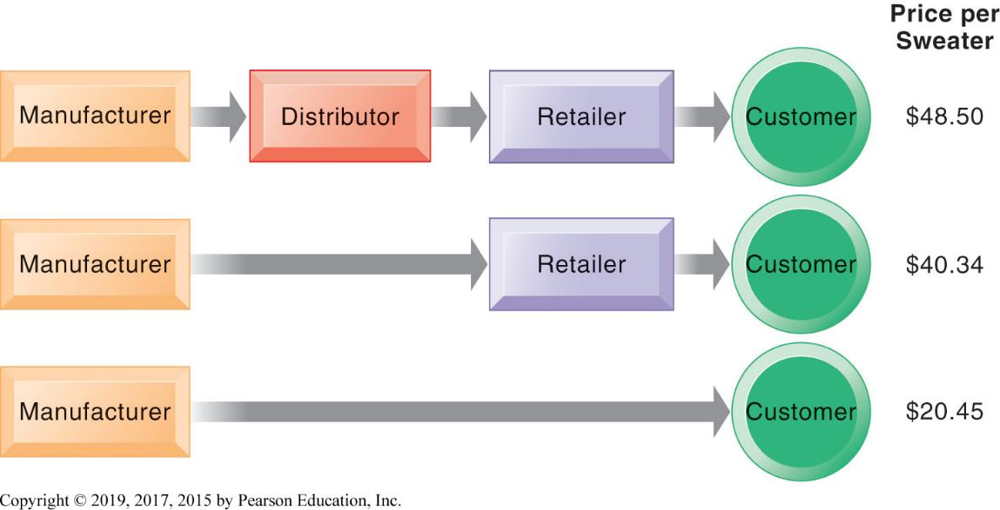 Price per
Sweater
Manufacturer Distributor Retailer Customer $48.50
Manufacturer Retailer Customer $40.34
Manufacturer Customer $20.45
Copyright © 2019, 2017, 2015 by Pearson Education, Inc.